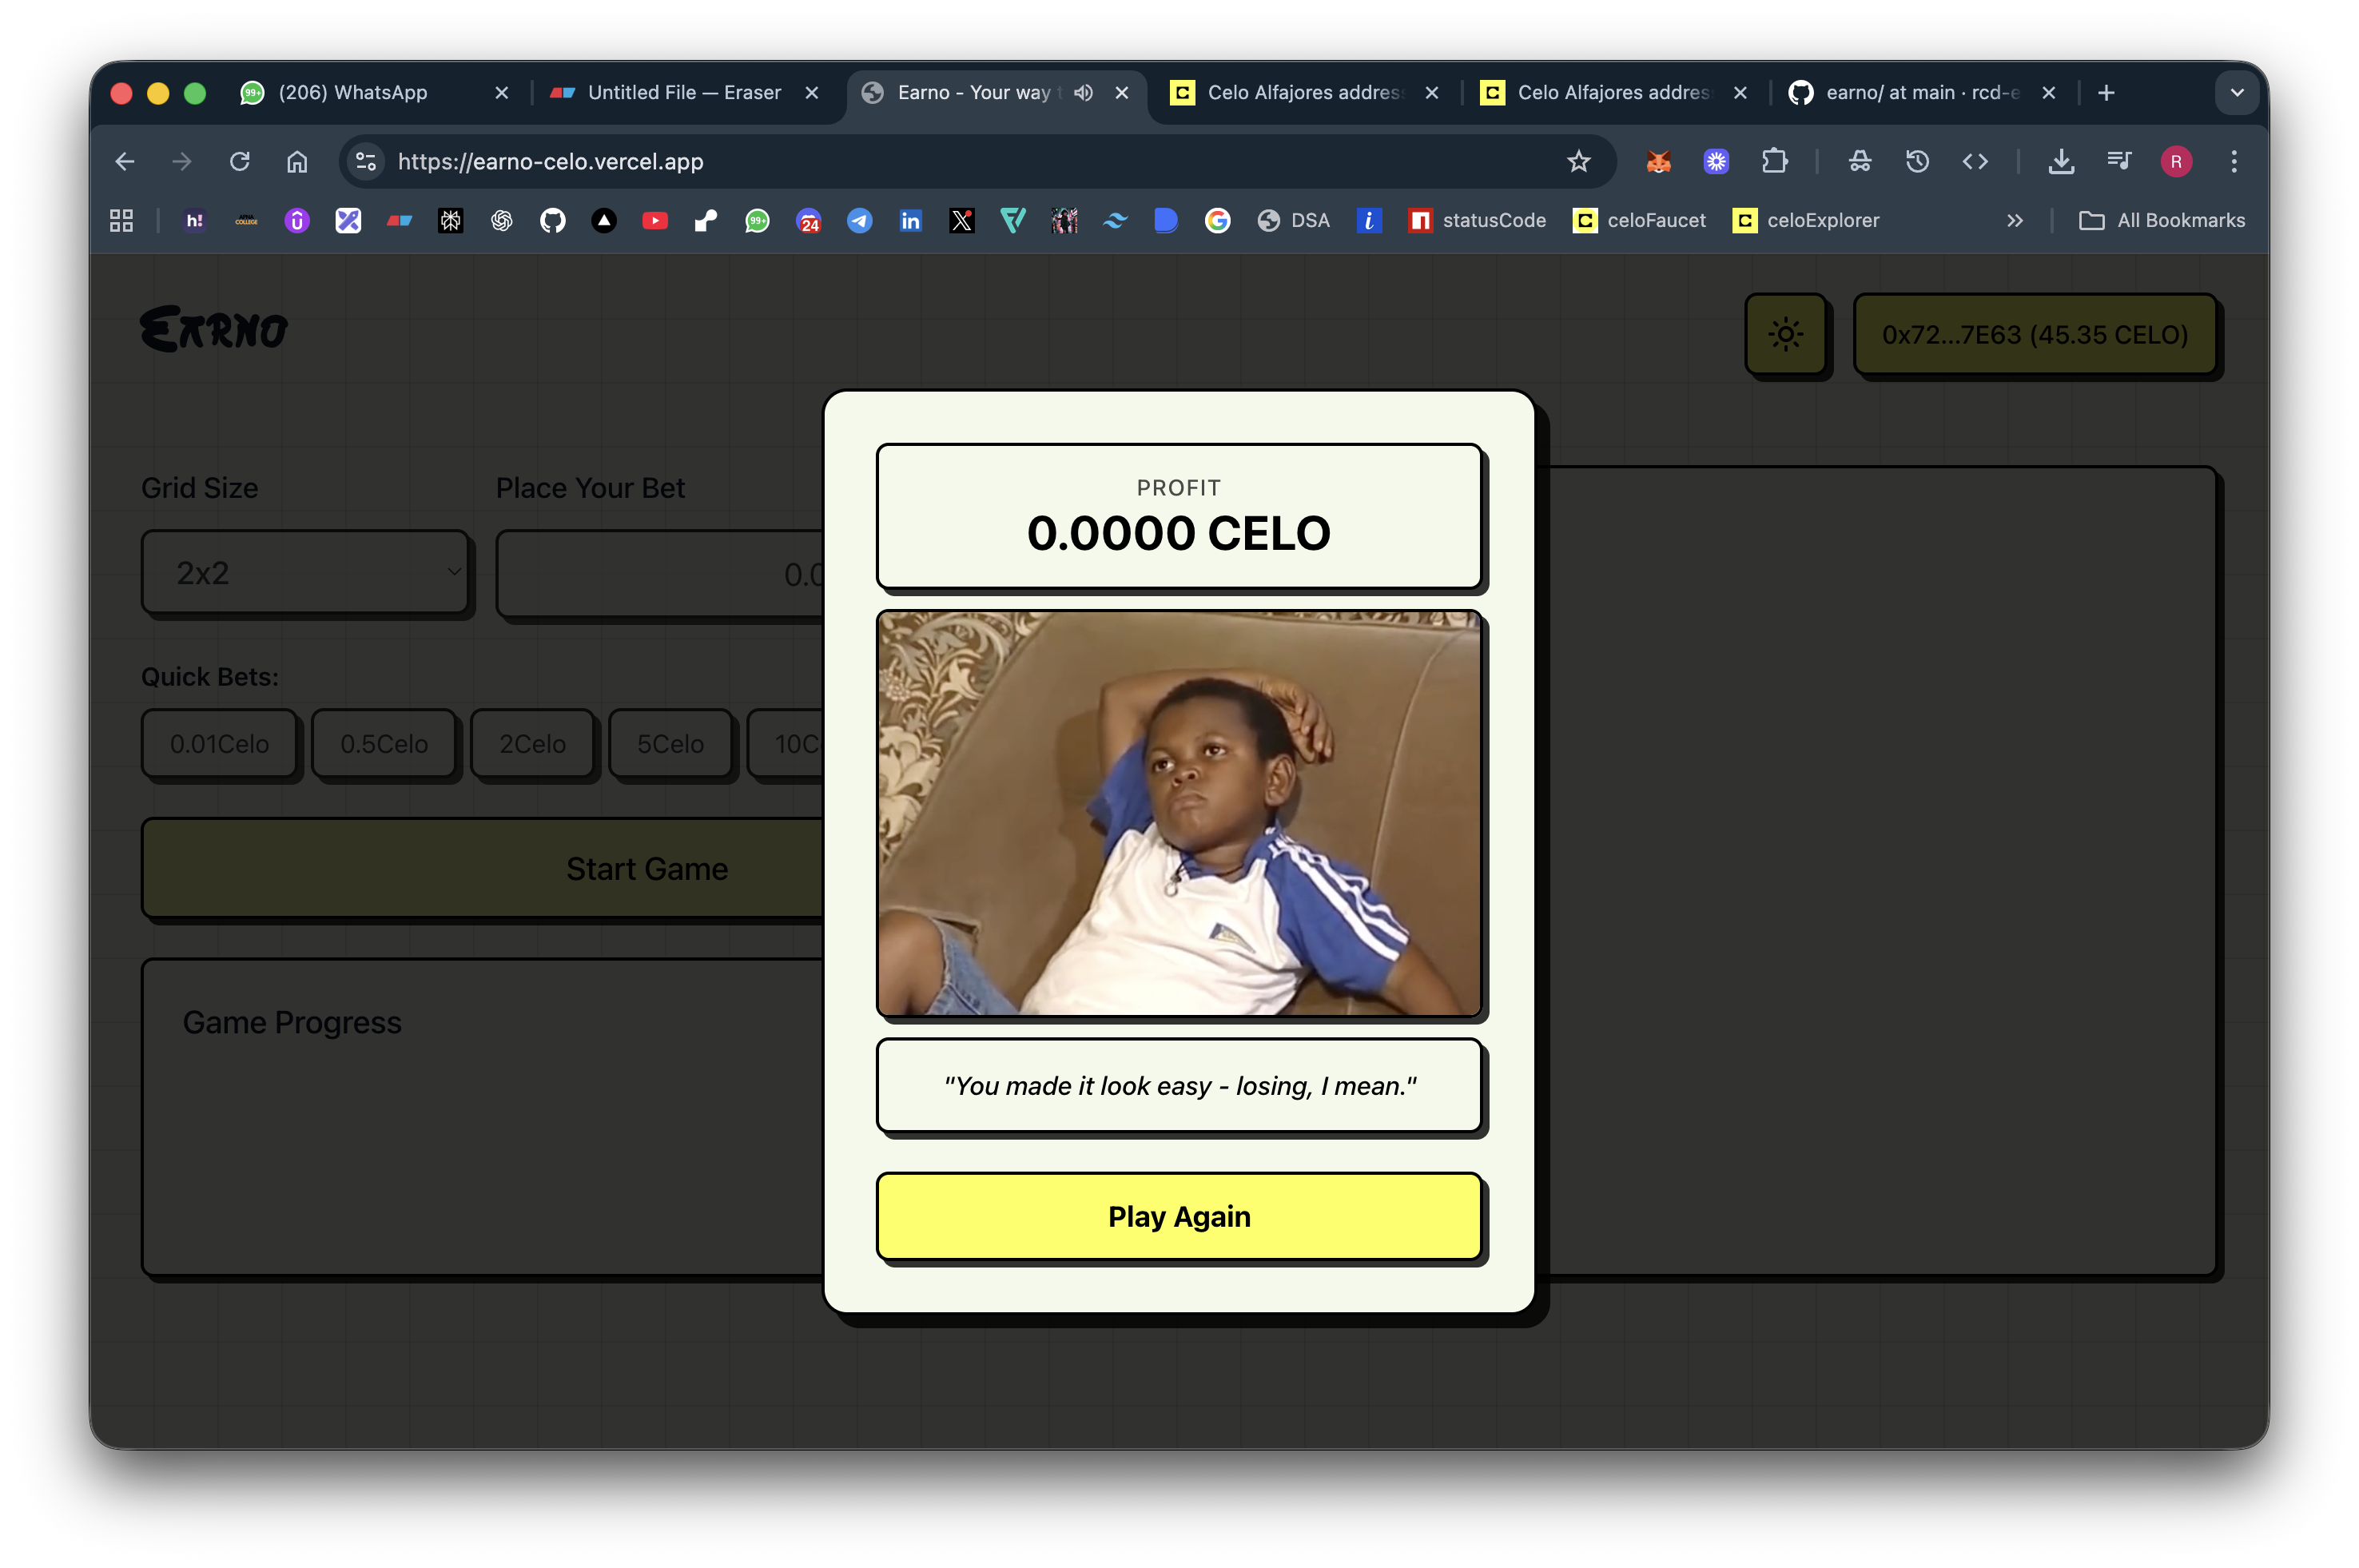 (206) WhatsApp
Untitled File — Eraser
Earno - Your way
Celo Alfajores addres
Celo Alfajores addres
earno/ at main · rcd-e
https://earno-celo.vercel.app
R
h!
24
99+
DSA
statusCode
celoFaucet
celoExplorer
All Bookmarks
EARNO
0x72...7E63 (45.35 CELO)
Grid Size
Place Your Bet
2x2
0.0
Quick Bets:
0.01Celo
0.5Celo
2Celo
5Celo
10C
Start Game
Game Progress
PROFIT
0.0000 CELO
"You made it look easy - losing, I mean."
Play Again